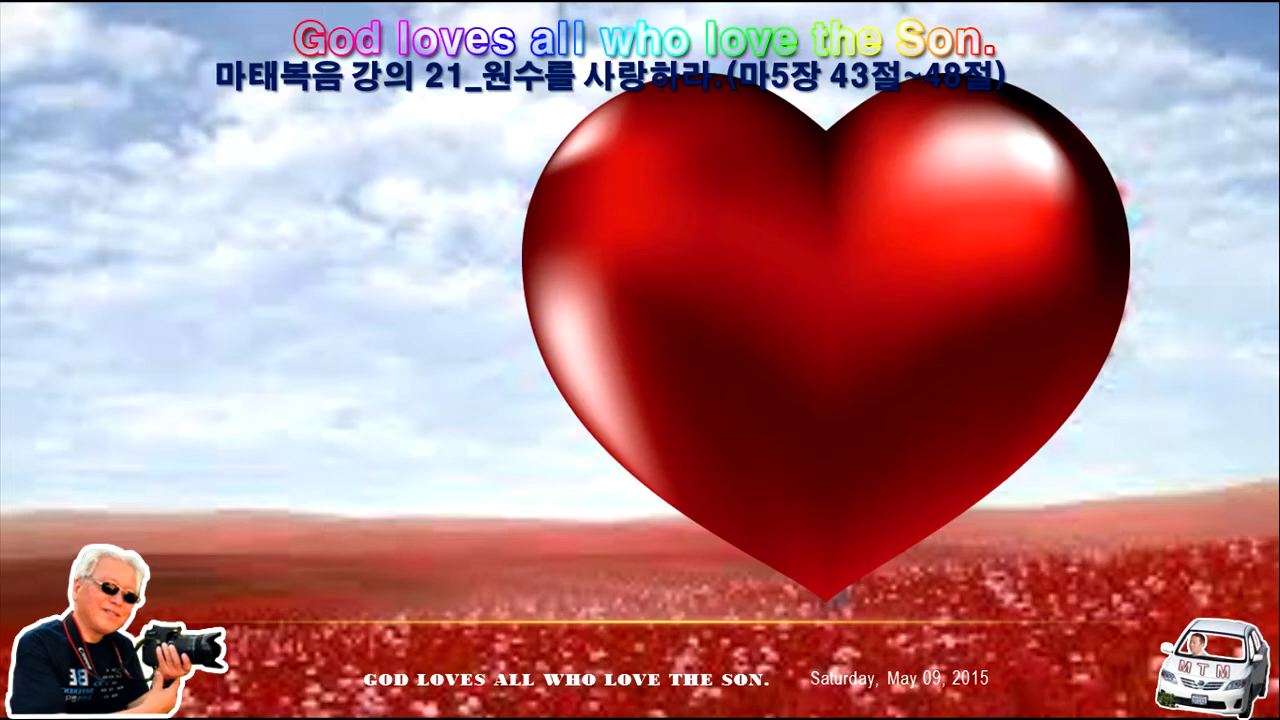 God loves all who love the Son.
마태복음 강의 21_원수를 사랑하라.(마5장 43절~48절)
GOD LOVES ALL WHO LOVE THE SON. Saturday, May 09, 2015
MTM